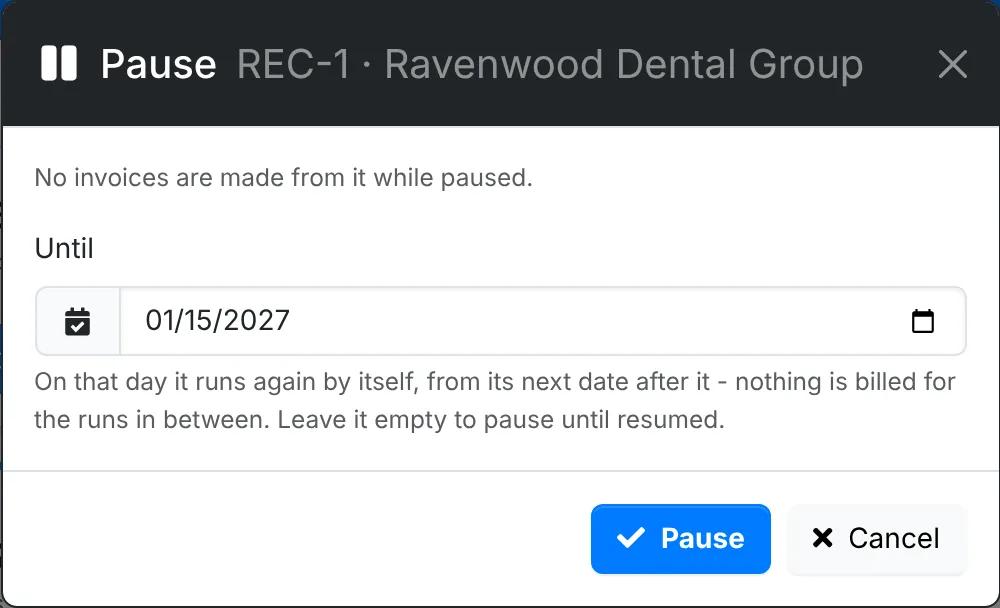 Pause REC-1 · Ravenwood Dental Group
No invoices are made from it while paused.
Until
01/15/2027
On that day it runs again by itself, from its next date after it - nothing is billed for
the runs in between. Leave it empty to pause until resumed.
Pause
Cancel